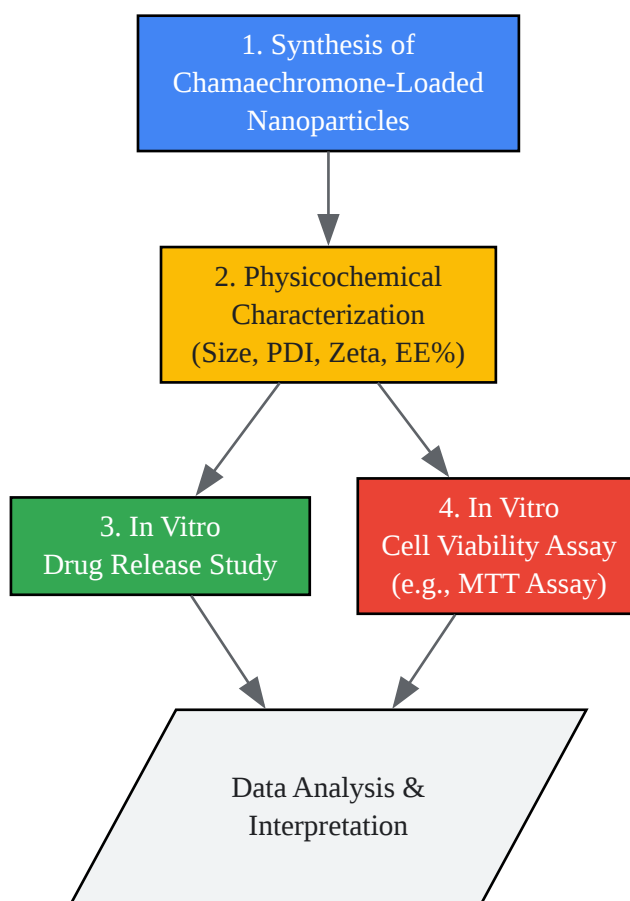 1. Synthesis of
Chamaechromone-Loaded
Nanoparticles
2. Physicochemical
Characterization
(Size, PDI, Zeta, EE%)
3. In Vitro
Drug Release Study
4. In Vitro
Cell Viability Assay
(e.g., MTT Assay)
Data Analysis &
Interpretation